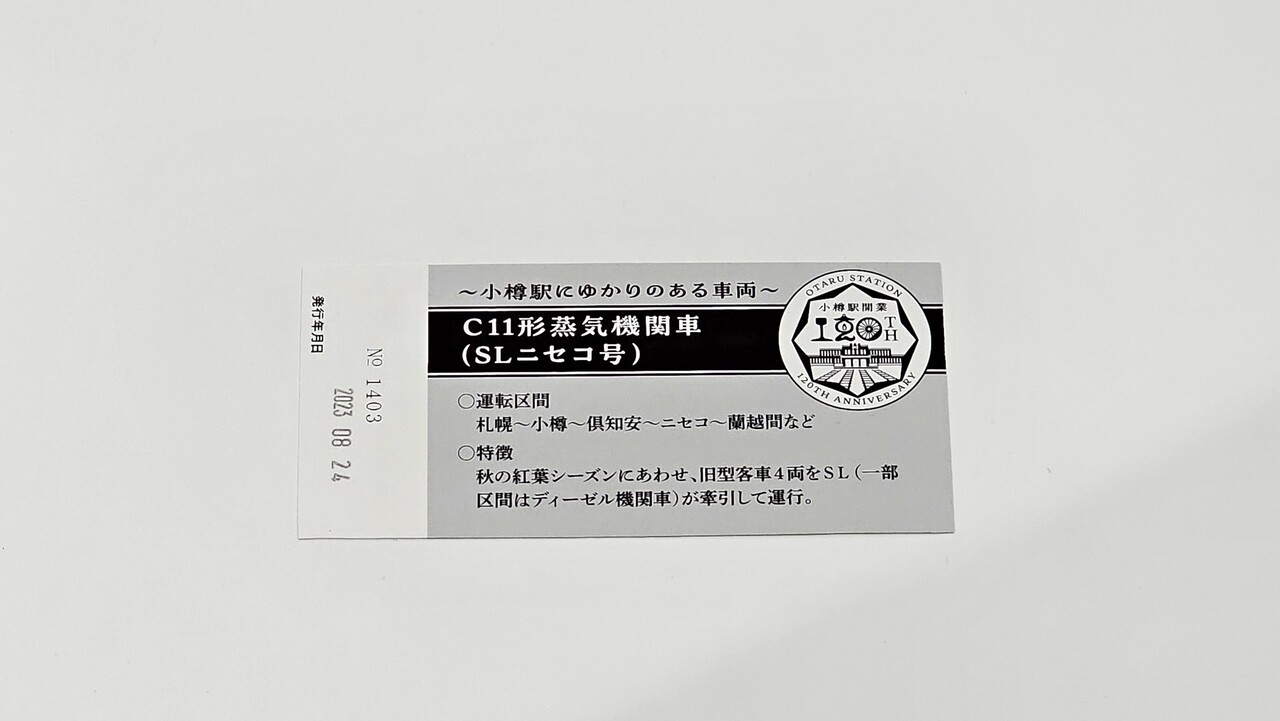 発行年月日
№ 1403
2023 08 24
～小樽駅にゆかりのある車両～
C11形蒸気機関車
(SLニセコ号)
OTARU STATION
小樽駅開業
120TH
120TH ANNIVERSARY
○運転区間
札幌～小樽～倶知安～ニセコ～蘭越間など
○特徴
秋の紅葉シーズンにあわせ、旧型客車4両をSL(一部
区間はディーゼル機関車)が牽引して運行。